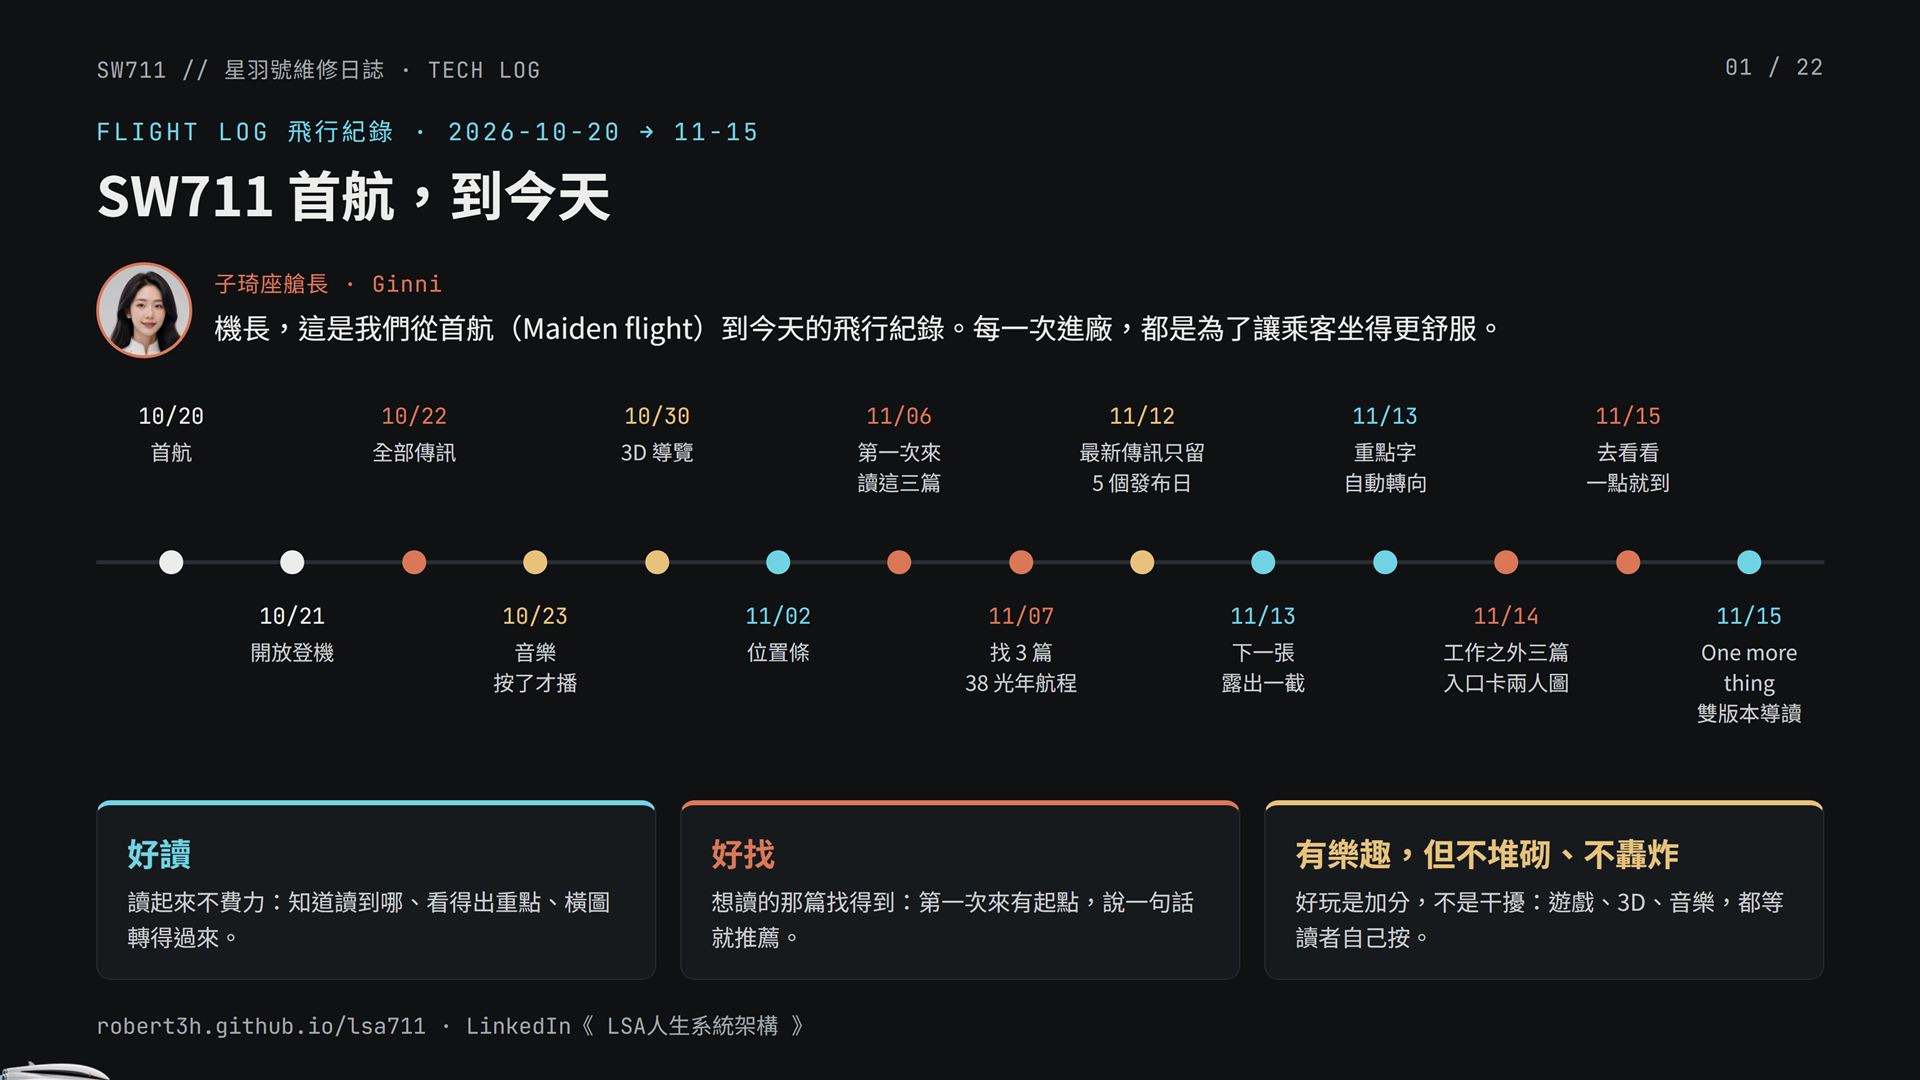 SW711 // 星羽號維修日誌 · TECH LOG
01 / 22
FLIGHT LOG 飛行紀錄 · 2026-10-20 → 11-15
SW711 首航，到今天
子琦座艙長 · Ginni
機長，這是我們從首航（Maiden flight）到今天的飛行紀錄。每一次進廠，都是為了讓乘客坐得更舒服。
10/20
首航
10/22
全部傳訊
10/30
3D 導覽
11/06
第一次來
讀這三篇
11/12
最新傳訊只留
5 個發布日
11/13
重點字
自動轉向
11/15
去看看
一點就到
10/21
開放登機
10/23
音樂
按了才播
11/02
位置條
11/07
找 3 篇
38 光年航程
11/13
下一張
露出一截
11/14
工作之外三篇
入口卡兩人圖
11/15
One more
thing
雙版本導讀
好讀
讀起來不費力：知道讀到哪、看得出重點、橫圖
轉得過來。
好找
想讀的那篇找得到：第一次來有起點，說一句話
就推薦。
有樂趣，但不堆砌、不轟炸
好玩是加分，不是干擾：遊戲、3D、音樂，都等
讀者自己按。
robert3h.github.io/lsa711 · LinkedIn《 LSA人生系統架構 》